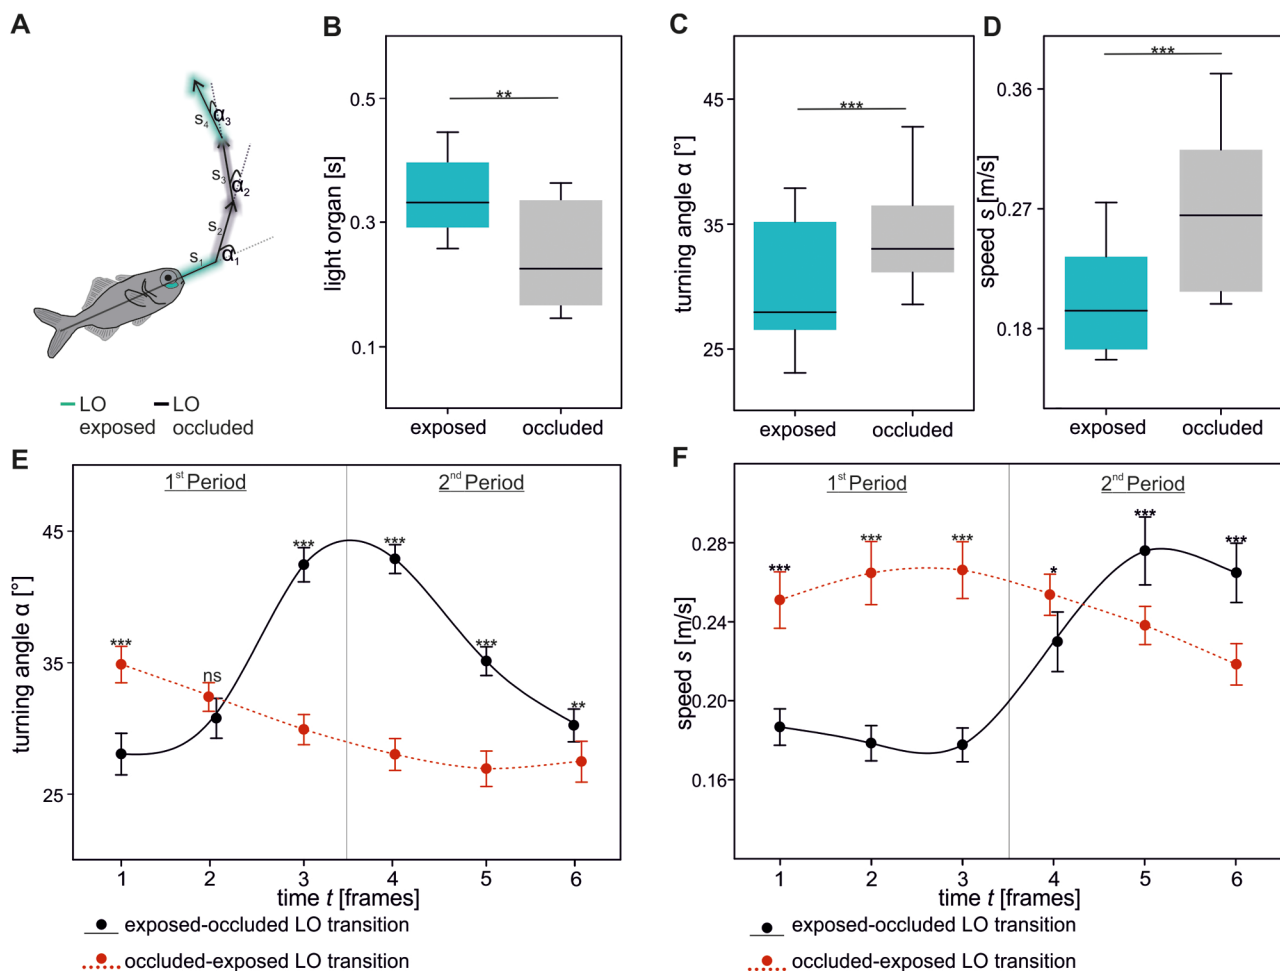 A
α3
s4
s3
α2
s2
s1
α1
LO
exposed
LO
occluded
B
light organ [s]
0.5
0.3
0.1
**
exposed
occluded
C
turning angle α [°]
45
35
25
***
exposed
occluded
D
speed s [m/s]
0.36
0.27
0.18
***
exposed
occluded
E
1st Period
2nd Period
turning angle α [°]
45
35
25
***
ns
***
***
***
**
1 2 3 4 5 6
time t [frames]
exposed-occluded LO transition
occluded-exposed LO transition
F
1st Period
2nd Period
speed s [m/s]
0.28
0.24
0.20
0.16
***
***
***
*
***
***
1 2 3 4 5 6
time t [frames]
exposed-occluded LO transition
occluded-exposed LO transition